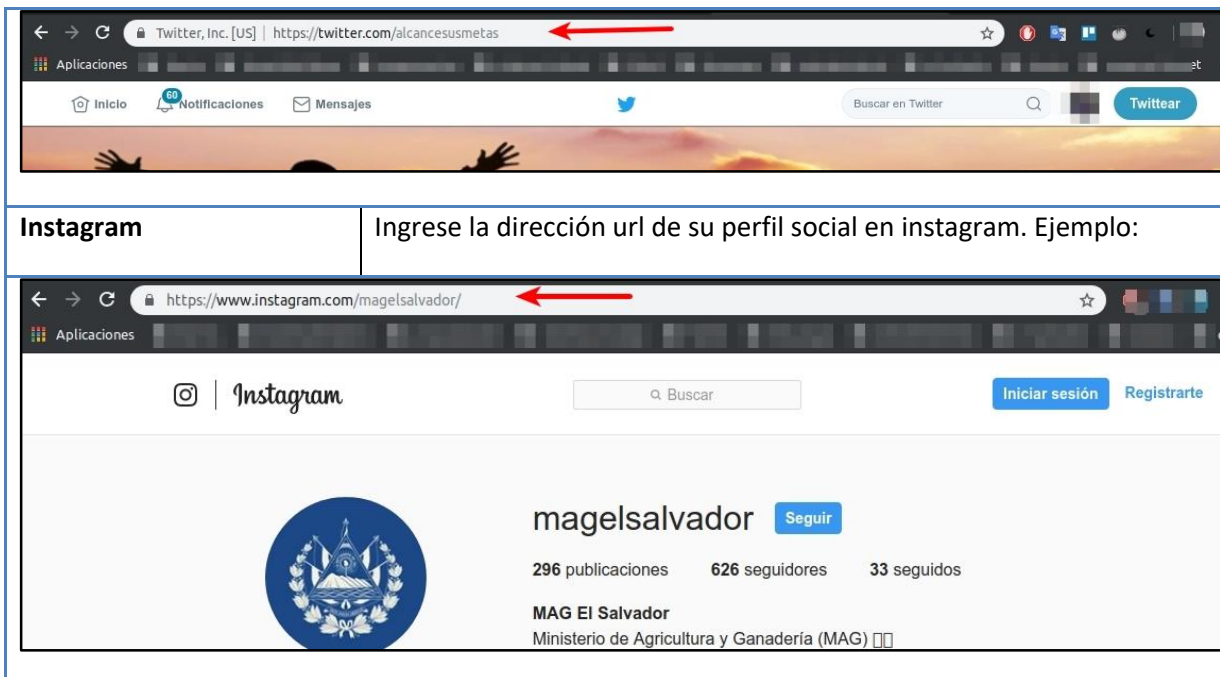 Twitter, Inc. [US] | https://twitter.com/alcancesusmetas
Aplicaciones
et
Inicio 60 Notificaciones Mensajes Buscar en Twitter Twittear
Instagram Ingrese la dirección url de su perfil social en instagram. Ejemplo:
https://www.instagram.com/magelsalvador/
Aplicaciones
Instagram Buscar Iniciar sesión Registrarte
magelsalvador Seguir
296 publicaciones 626 seguidores 33 seguidos
MAG El Salvador
Ministerio de Agricultura y Ganadería (MAG)